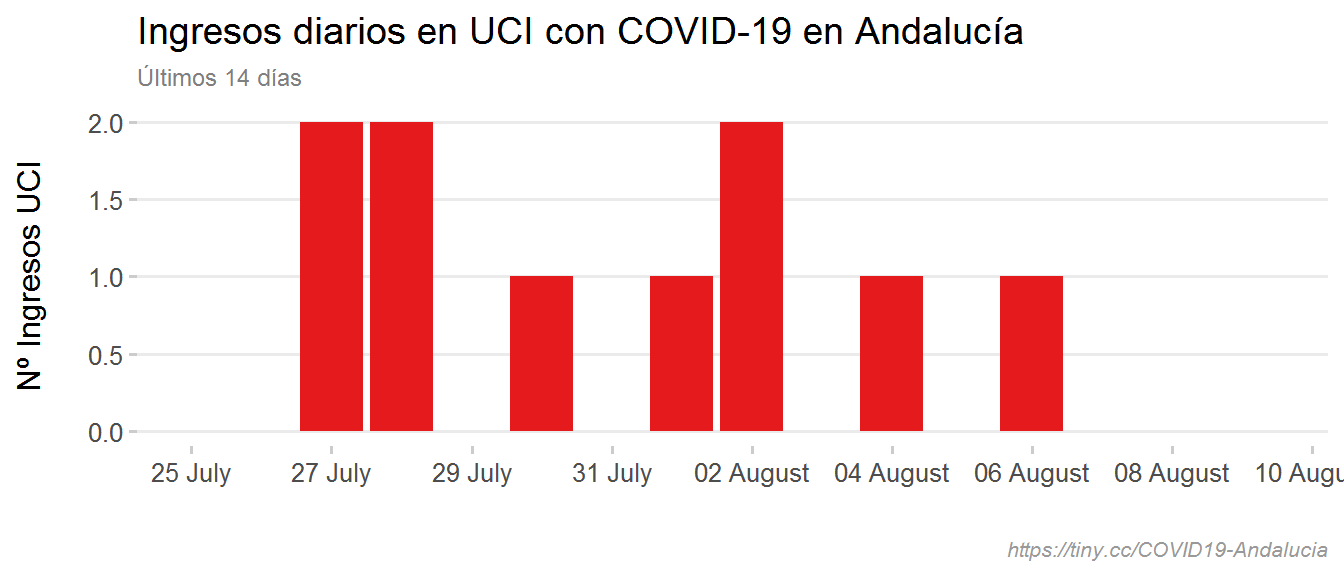 Ingresos diarios en UCI con COVID-19 en Andalucía
Últimos 14 días
Nº Ingresos UCI
2.0
1.5
1.0
0.5
0.0
25 July 27 July 29 July 31 July 02 August 04 August 06 August 08 August 10 Augu
https://tiny.cc/COVID19-Andalucia